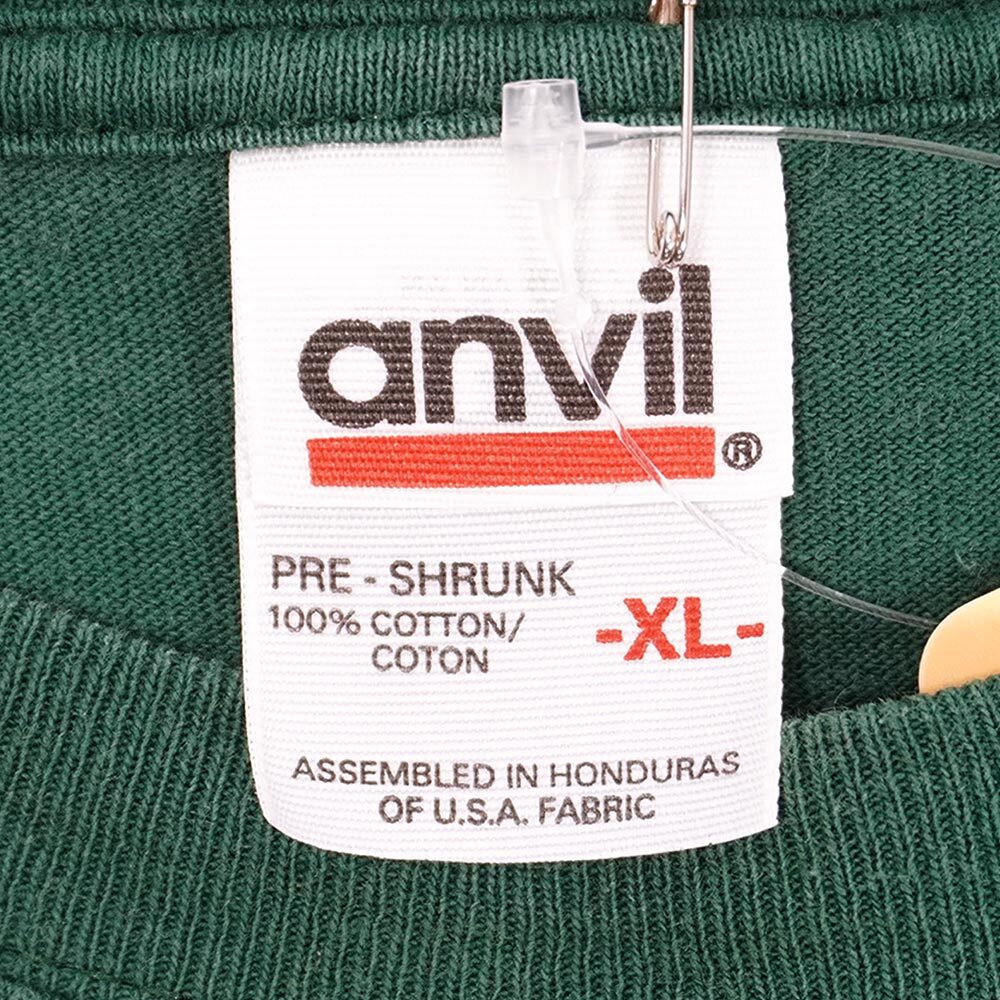 anvil®
PRE - SHRUNK
100% COTTON/
COTON
-XL-
ASSEMBLED IN HONDURAS
OF U.S.A. FABRIC